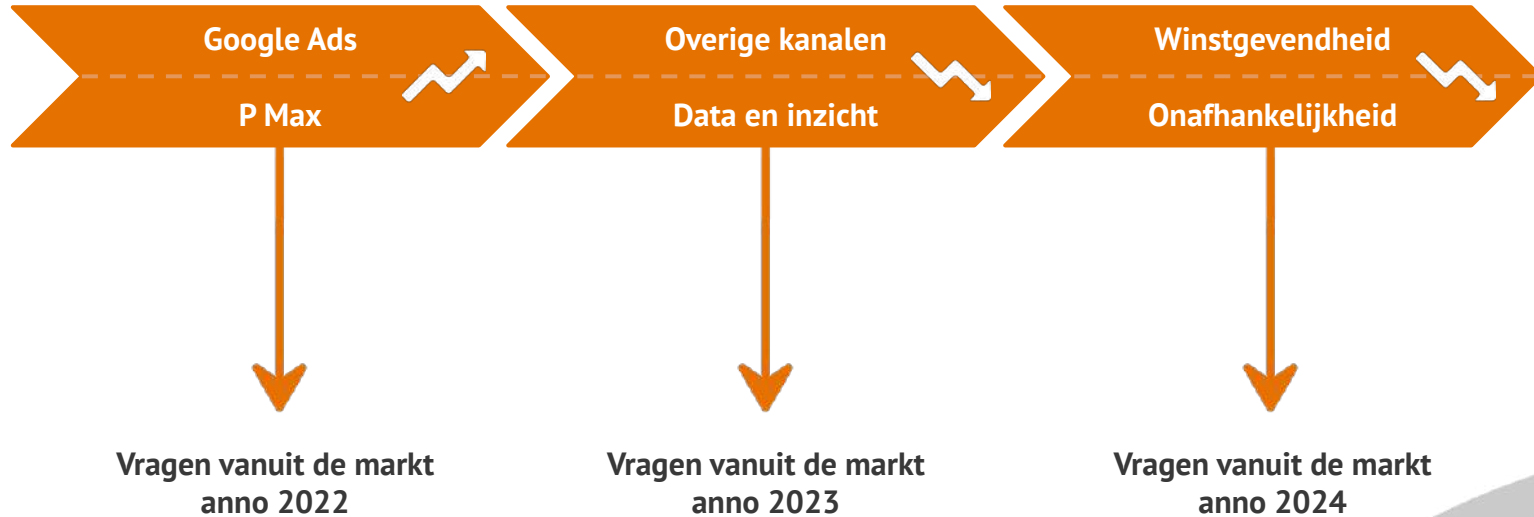 Google Ads
P Max
Overige kanalen
Data en inzicht
Winstgevendheid
Onafhankelijkheid
Vragen vanuit de markt
anno 2022
Vragen vanuit de markt
anno 2023
Vragen vanuit de markt
anno 2024